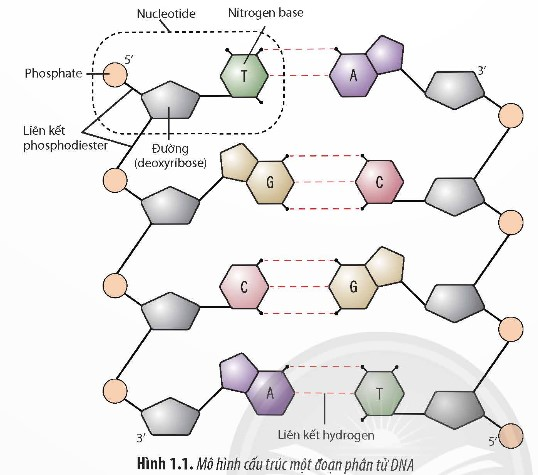 Nucleotide
Nitrogen base
5'
Phosphate
T
A
3'
Liên kết
phosphodiester
Đường
(deoxyribose)
G
C
C
G
A
T
Liên kết hydrogen
3'
5'
Hình 1.1. Mô hình cấu trúc một đoạn phân tử DNA